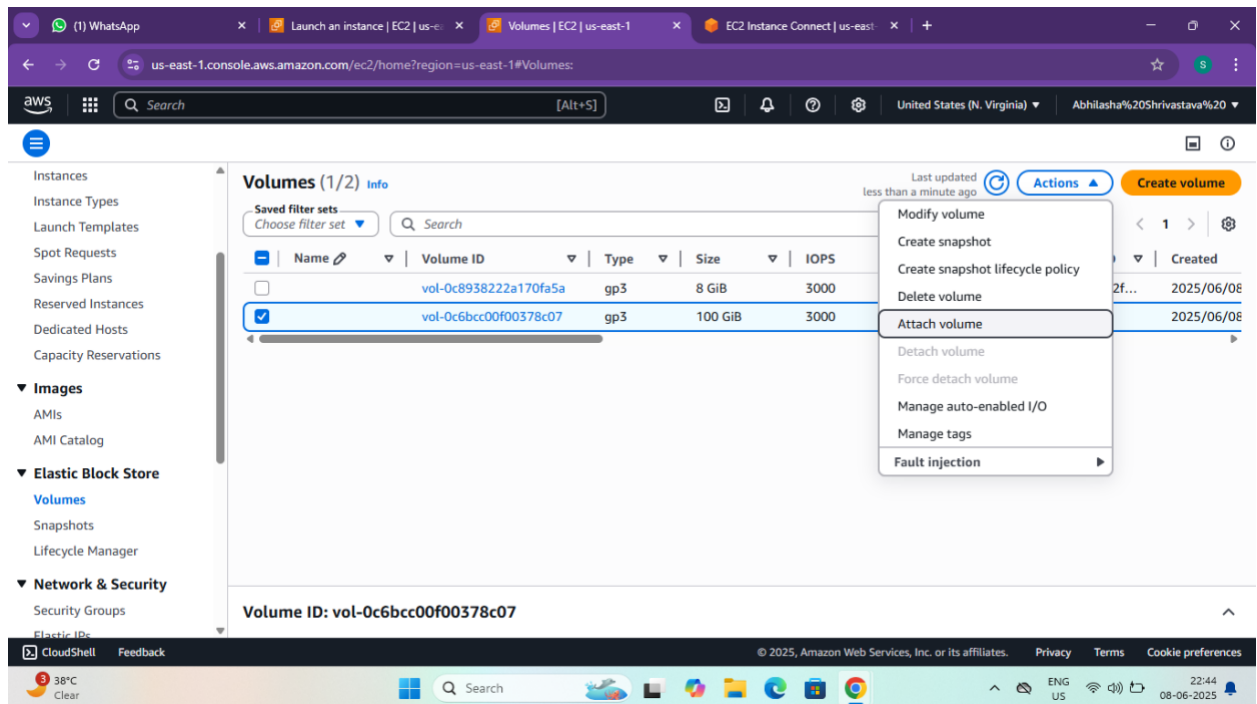 (1) WhatsApp
Launch an instance | EC2 | us-e
Volumes | EC2 | us-east-1
EC2 Instance Connect | us-east-
us-east-1.console.aws.amazon.com/ec2/home?region=us-east-1#Volumes:
S
aws
Search
[Alt+S]
United States (N. Virginia)
Abhilasha%20Shrivastava%20
Instances
Instance Types
Launch Templates
Spot Requests
Savings Plans
Reserved Instances
Dedicated Hosts
Capacity Reservations
Images
AMIs
AMI Catalog
Elastic Block Store
Volumes
Snapshots
Lifecycle Manager
Network & Security
Security Groups
Elastic IPs
Volumes (1/2) Info
Last updated
less than a minute ago
Actions
Create volume
Saved filter sets
Choose filter set
Search
1
Name Volume ID Type Size IOPS Created
vol-0c8938222a170fa5a gp3 8 GiB 3000 2f... 2025/06/08
vol-0c6bcc00f00378c07 gp3 100 GiB 3000 2025/06/08
Modify volume
Create snapshot
Create snapshot lifecycle policy
Delete volume
Attach volume
Detach volume
Force detach volume
Manage auto-enabled I/O
Manage tags
Fault injection
Volume ID: vol-0c6bcc00f00378c07
CloudShell Feedback
© 2025, Amazon Web Services, Inc. or its affiliates. Privacy Terms Cookie preferences
3
38°C
Clear
Search
ENG
US
22:44
08-06-2025